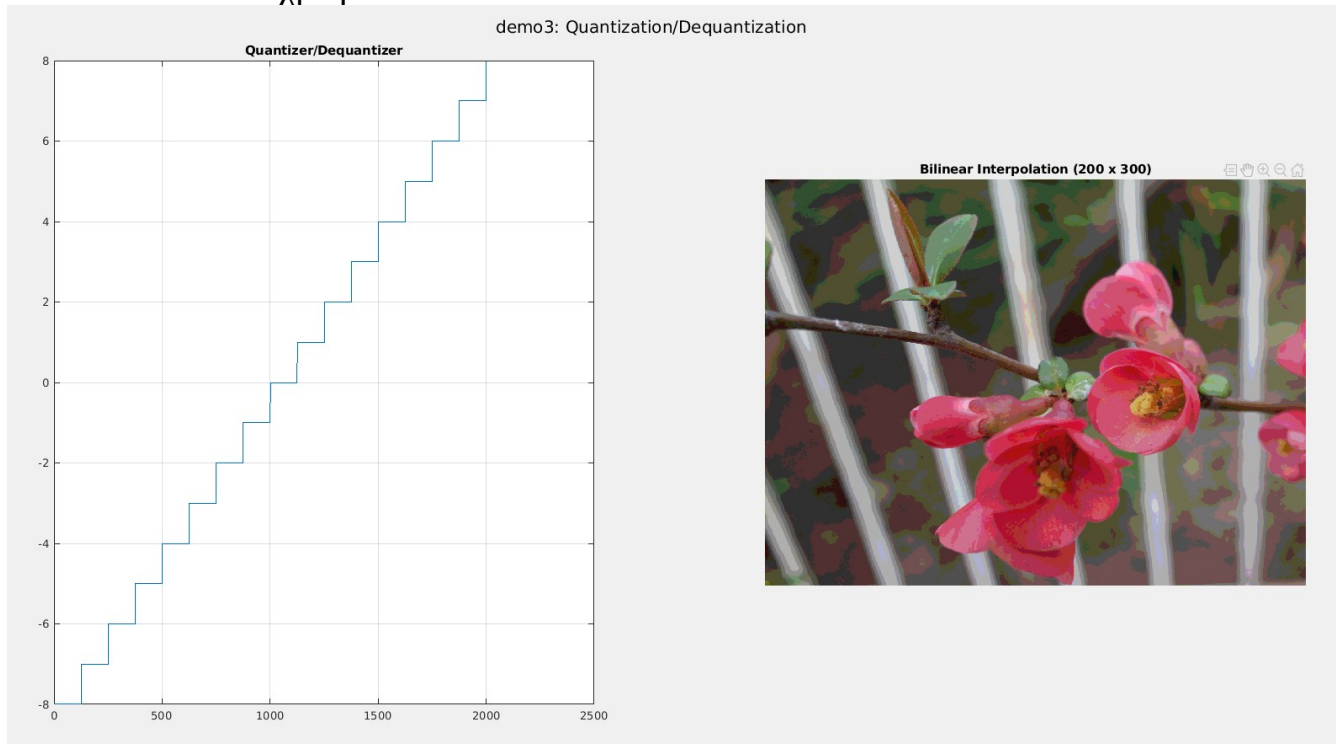 demo3: Quantization/Dequantization
Quantizer/Dequantizer
8
6
4
2
0
-2
-4
-6
-8
0 500 1000 1500 2000 2500
Bilinear Interpolation (200 x 300)